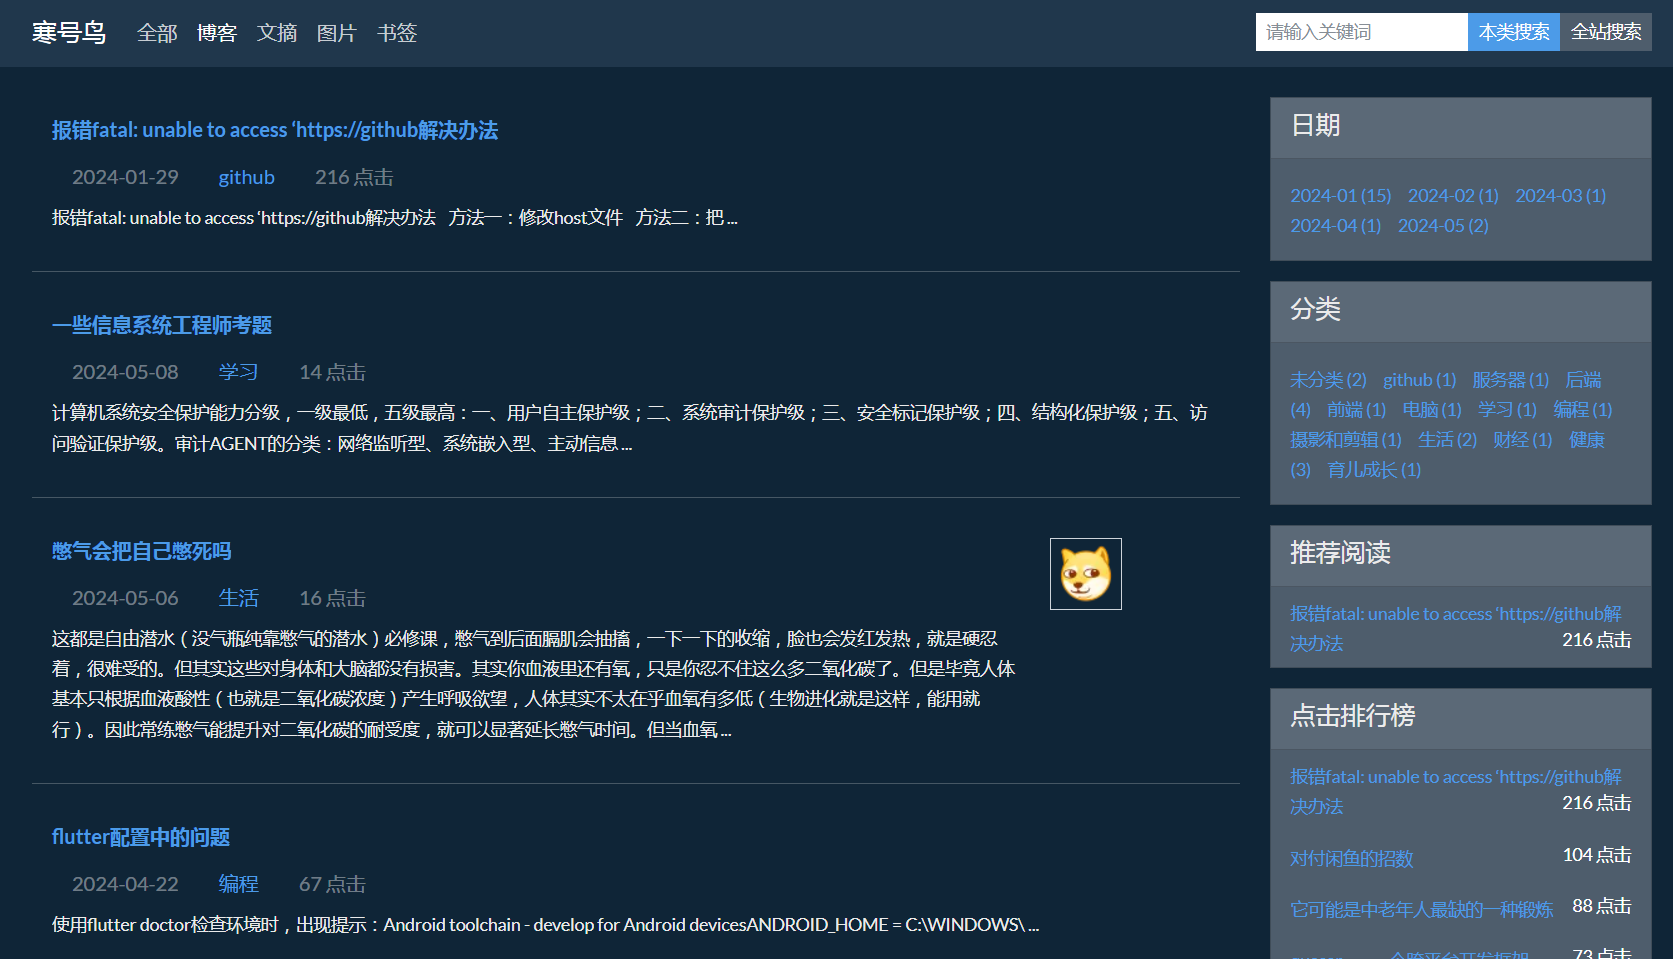 寒号鸟 全部 博客 文摘 图片 书签 请输入关键词 本类搜索 全站搜索
报错fatal: unable to access ‘https://github解决办法
2024-01-29 github 216 点击
报错fatal: unable to access ‘https://github解决办法 方法一：修改host文件 方法二：把 ...
一些信息系统工程师考题
2024-05-08 学习 14 点击
计算机系统安全保护能力分级，一级最低，五级最高：一、用户自主保护级；二、系统审计保护级；三、安全标记保护级；四、结构化保护级；五、访
问验证保护级。审计AGENT的分类：网络监听型、系统嵌入型、主动信息 ...
憋气会把自己憋死吗
2024-05-06 生活 16 点击
这都是自由潜水（没气瓶纯靠憋气的潜水）必修课，憋气到后面膈肌会抽搐，一下一下的收缩，脸也会发红发热，就是硬忍
着，很难受的。但其实这些对身体和大脑都没有损害。其实你血液里还有氧，只是你忍不住这么多二氧化碳了。但是毕竟人体
基本只根据血液酸性（也就是二氧化碳浓度）产生呼吸欲望，人体其实不太在乎血氧有多低（生物进化就是这样，能用就
行）。因此常练憋气能提升对二氧化碳的耐受度，就可以显著延长憋气时间。但当血氧 ...
flutter配置中的问题
2024-04-22 编程 67 点击
使用flutter doctor检查环境时，出现提示：Android toolchain - develop for Android devicesANDROID_HOME = C:\WINDOWS\ ...
日期
2024-01 (15) 2024-02 (1) 2024-03 (1)
2024-04 (1) 2024-05 (2)
分类
未分类 (2) github (1) 服务器 (1) 后端
(4) 前端 (1) 电脑 (1) 学习 (1) 编程 (1)
摄影和剪辑 (1) 生活 (2) 财经 (1) 健康
(3) 育儿成长 (1)
推荐阅读
报错fatal: unable to access ‘https://github解
决办法 216 点击
点击排行榜
报错fatal: unable to access ‘https://github解
决办法 216 点击
对付闲鱼的招数 104 点击
它可能是中老年人最缺的一种锻炼 88 点击
一个跨平台开发框架 73 点击